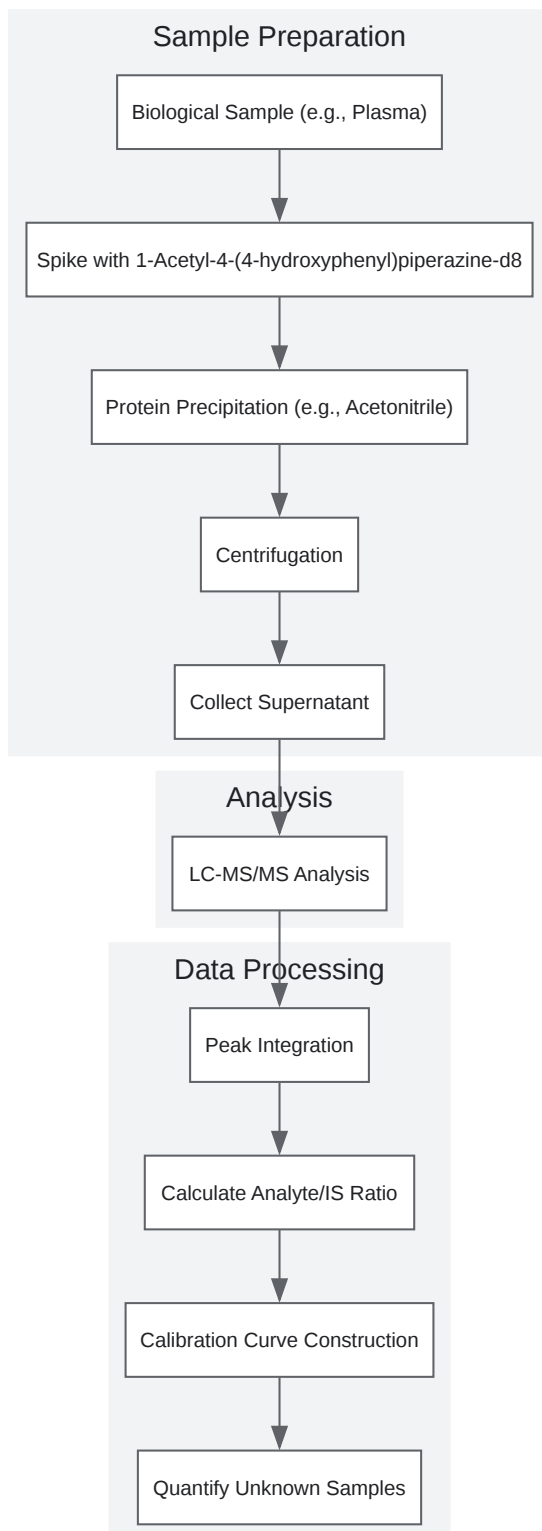 Sample Preparation
Biological Sample (e.g., Plasma)
Spike with 1-Acetyl-4-(4-hydroxyphenyl)piperazine-d8
Protein Precipitation (e.g., Acetonitrile)
Centrifugation
Collect Supernatant
Analysis
LC-MS/MS Analysis
Data Processing
Peak Integration
Calculate Analyte/IS Ratio
Calibration Curve Construction
Quantify Unknown Samples